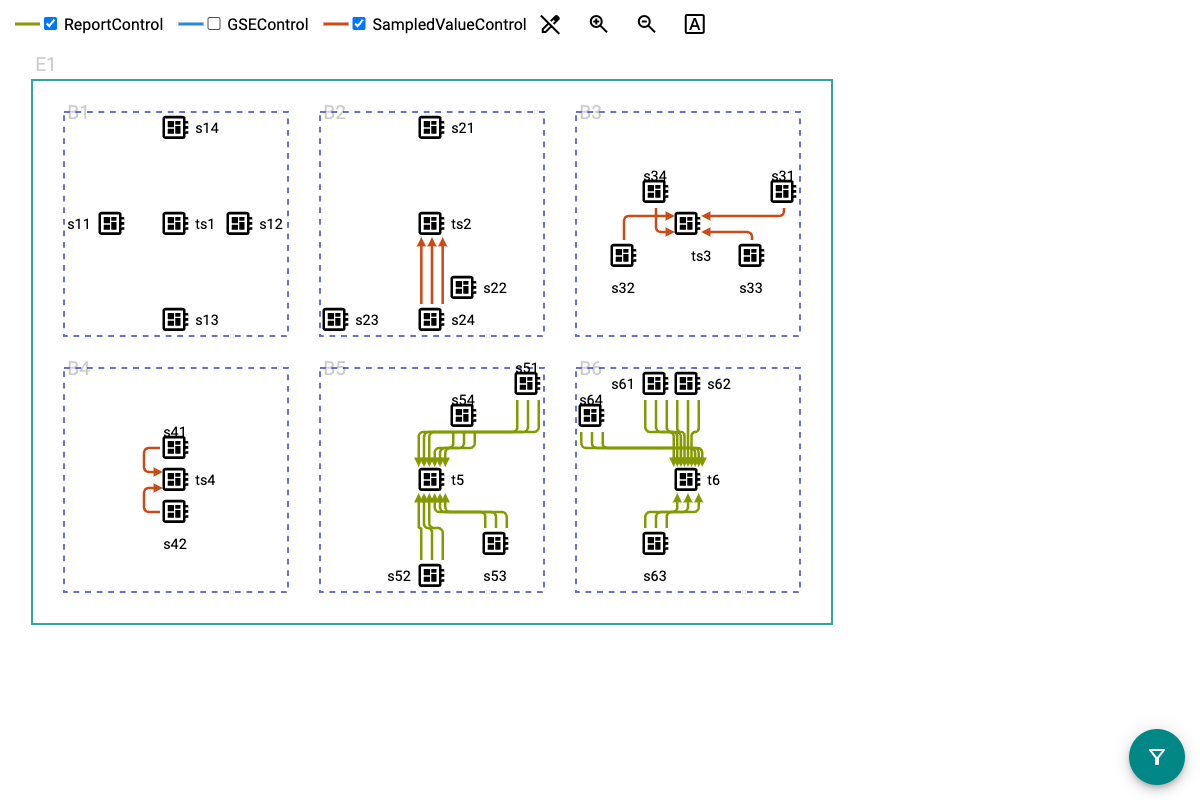 ReportControl GSEControl SampledValueControl A
E1
B1 B2 B3
s14 s21
s34 s31
s11 ts1 s12 ts2
ts3
s22 s32 s33
s13 s23 s24
B4 B5 B6
s51
s61 s62
s54 s64
s41
ts4 t5 t6
s42
s52 s53 s63